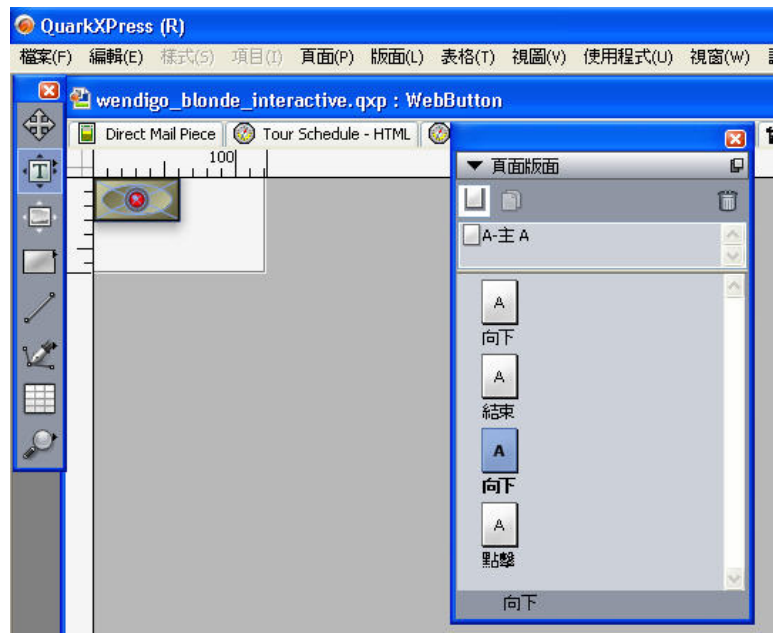 QuarkXPress (R)
檔案(F) 編輯(E) 樣式(S) 項目(I) 頁面(P) 版面(L) 表格(T) 視圖(V) 使用程式(U) 視窗(W)
wendigo_blonde_interactive.qxp : WebButton
Direct Mail Piece Tour Schedule - HTML
100
T
頁面版面
A-主 A
A
向下
A
結束
A
向下
A
點擊
向下